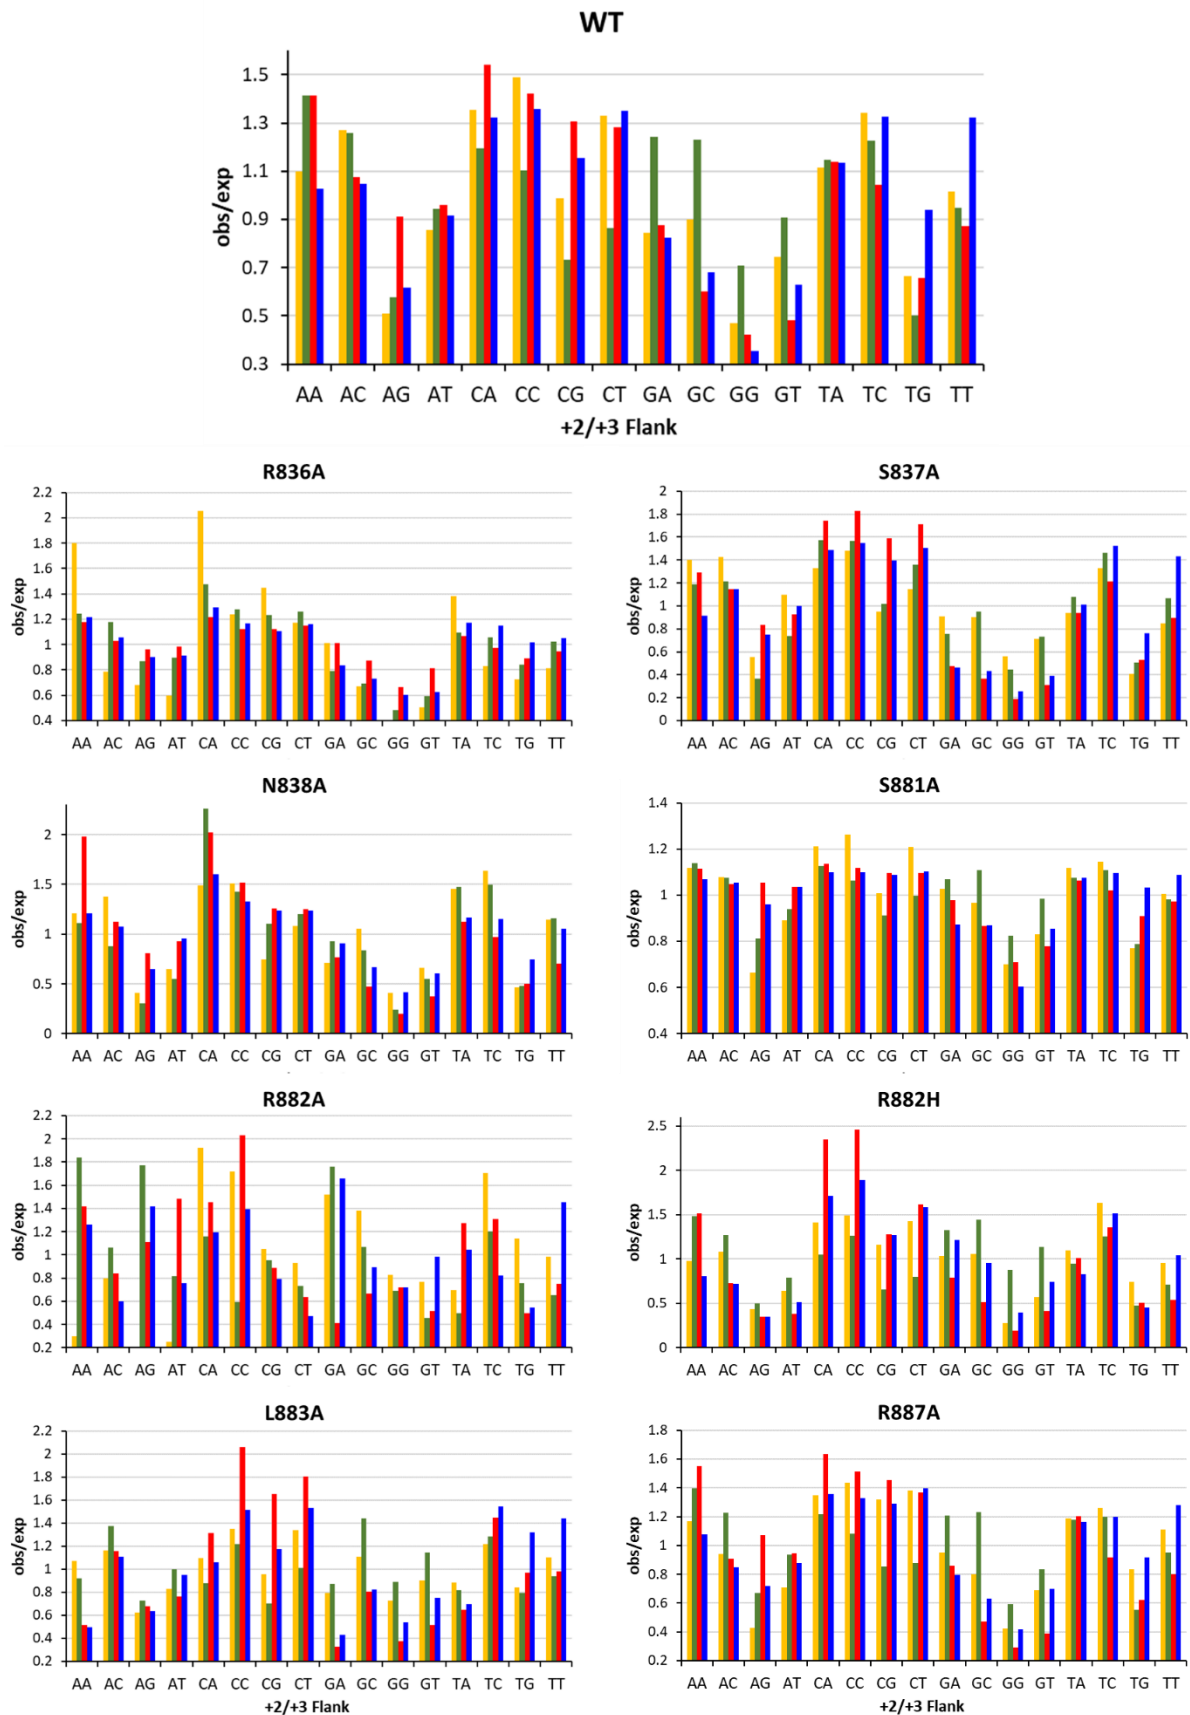 WT
obs/exp
1.5
1.3
1.1
0.9
0.7
0.5
0.3
AA AC AG AT CA CC CG CT GA GC GG GT TA TC TG TT
+2/+3 Flank
R836A
obs/exp
2.2
2
1.8
1.6
1.4
1.2
1
0.8
0.6
0.4
AA AC AG AT CA CC CG CT GA GC GG GT TA TC TG TT
S837A
obs/exp
2
1.8
1.6
1.4
1.2
1
0.8
0.6
0.4
0.2
0
AA AC AG AT CA CC CG CT GA GC GG GT TA TC TG TT
N838A
obs/exp
2
1.5
1
0.5
0
AA AC AG AT CA CC CG CT GA GC GG GT TA TC TG TT
S881A
obs/exp
1.4
1.2
1
0.8
0.6
0.4
AA AC AG AT CA CC CG CT GA GC GG GT TA TC TG TT
R882A
obs/exp
2.2
2
1.8
1.6
1.4
1.2
1
0.8
0.6
0.4
0.2
AA AC AG AT CA CC CG CT GA GC GG GT TA TC TG TT
R882H
obs/exp
2.5
2
1.5
1
0.5
0
AA AC AG AT CA CC CG CT GA GC GG GT TA TC TG TT
L883A
obs/exp
2.2
2
1.8
1.6
1.4
1.2
1
0.8
0.6
0.4
0.2
AA AC AG AT CA CC CG CT GA GC GG GT TA TC TG TT
+2/+3 Flank
R887A
obs/exp
1.8
1.6
1.4
1.2
1
0.8
0.6
0.4
0.2
AA AC AG AT CA CC CG CT GA GC GG GT TA TC TG TT
+2/+3 Flank